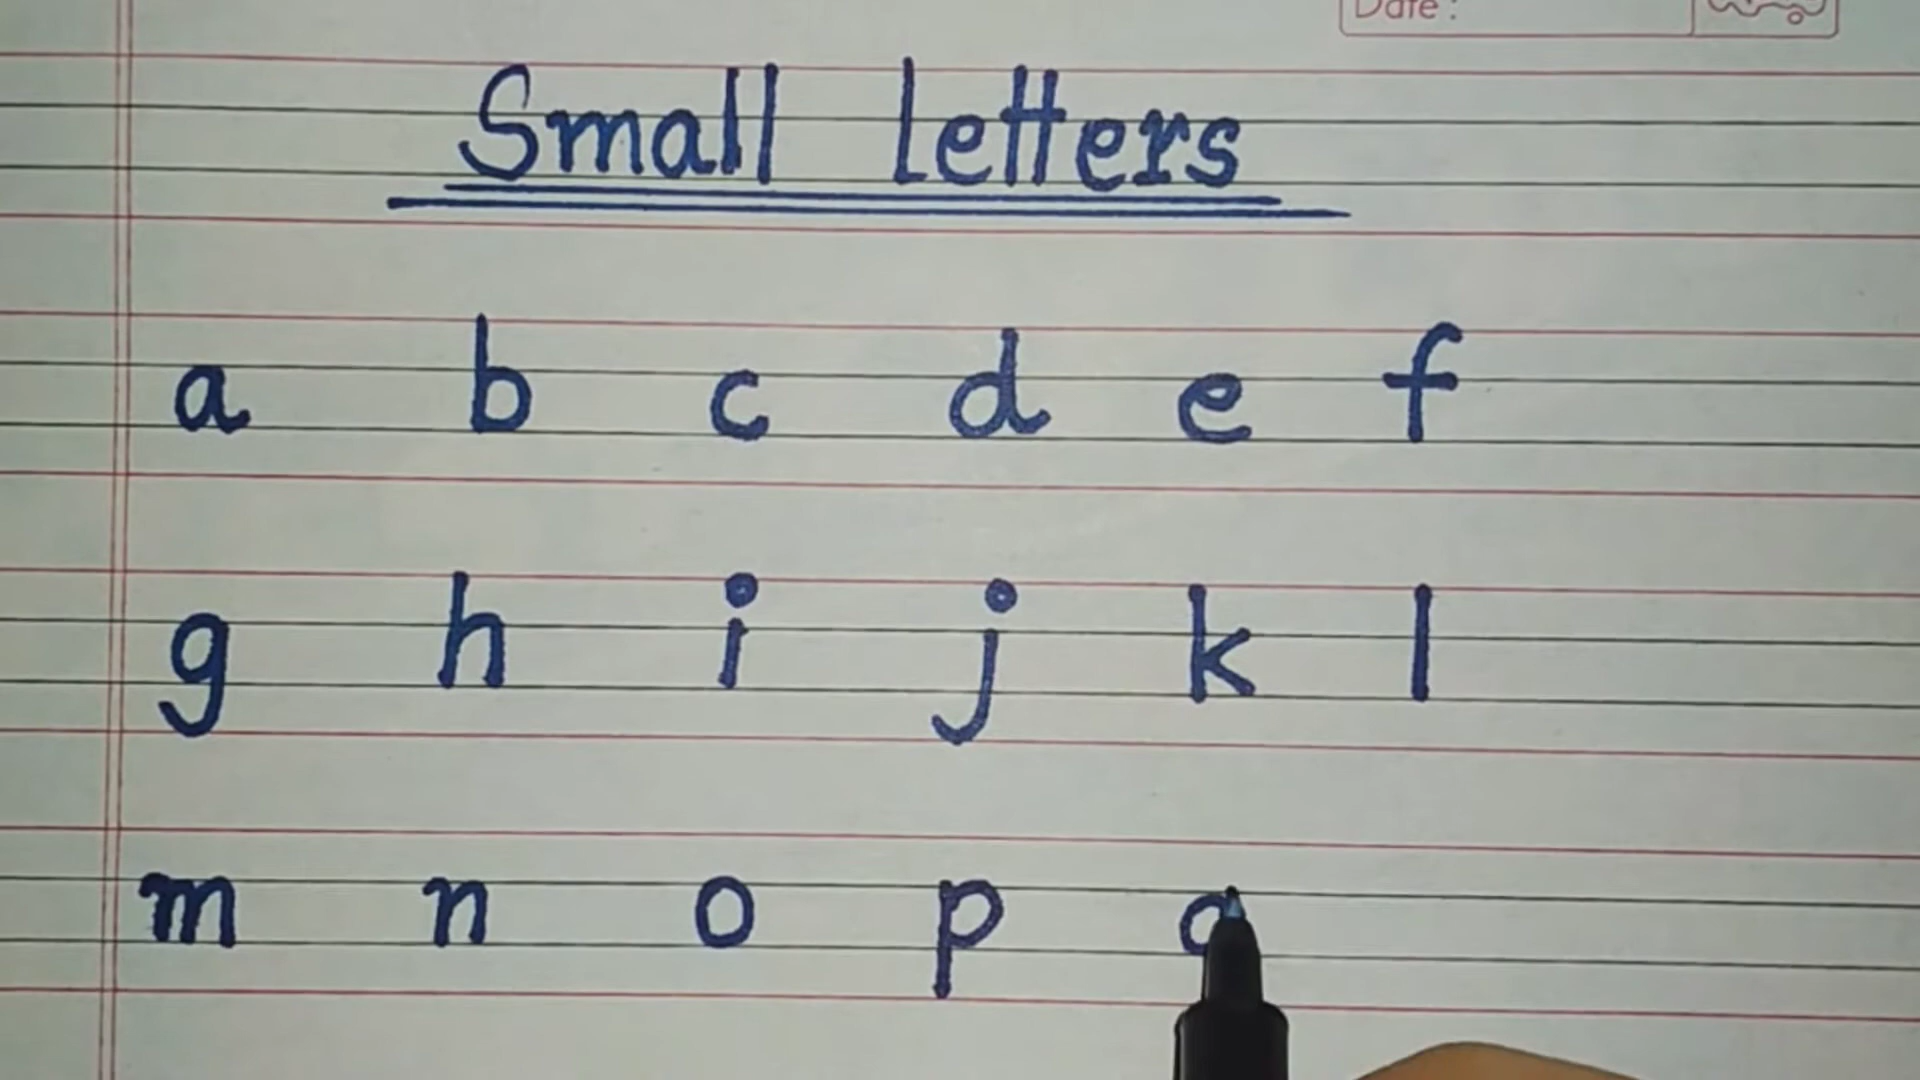 Date:
Small letters
a b c d e f
g h i j k l
m n o p